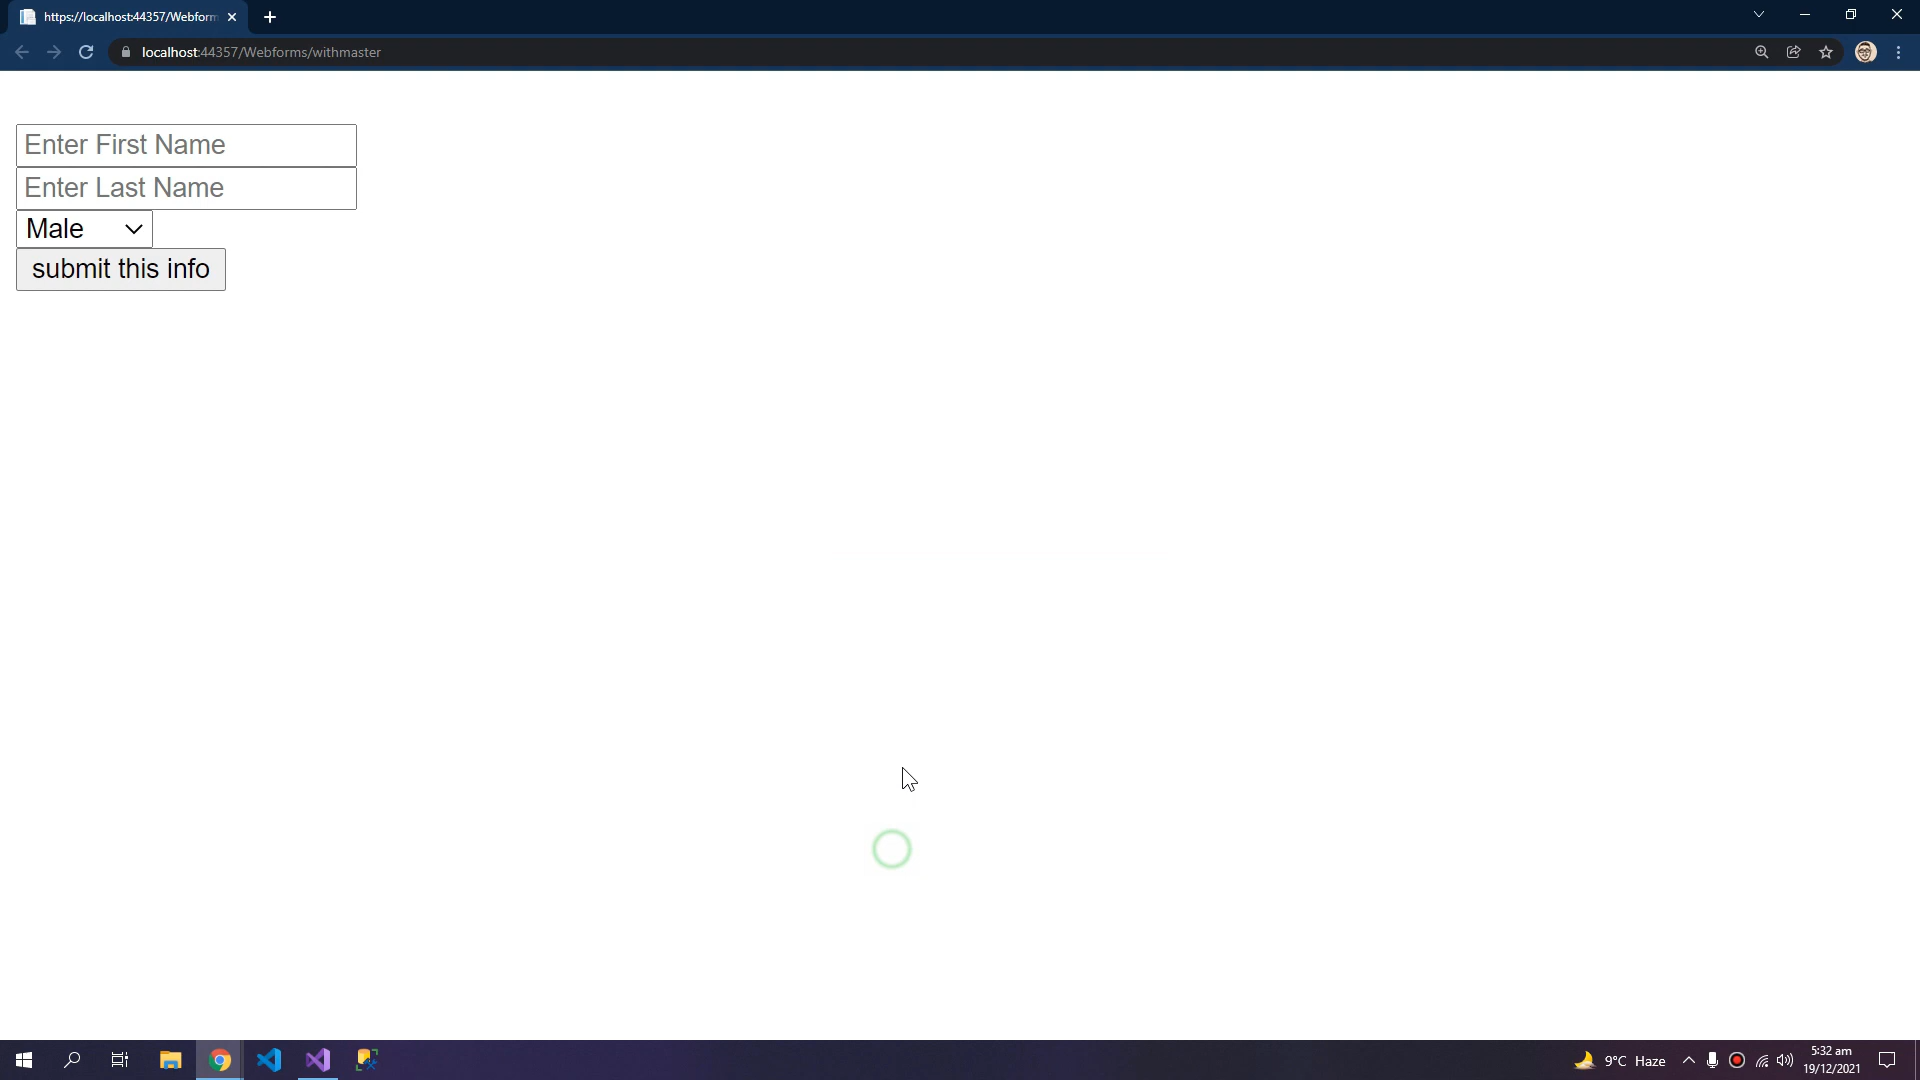 https://localhost:44357/Webform
localhost:44357/Webforms/withmaster
Enter First Name
Enter Last Name
Male
submit this info
9°C Haze
5:32 am
19/12/2021